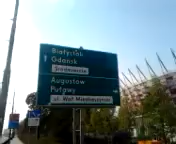 Białystok
Gdańsk
Śródmieście
Augustów
Puławy
ul. Wał Miedzeszyński